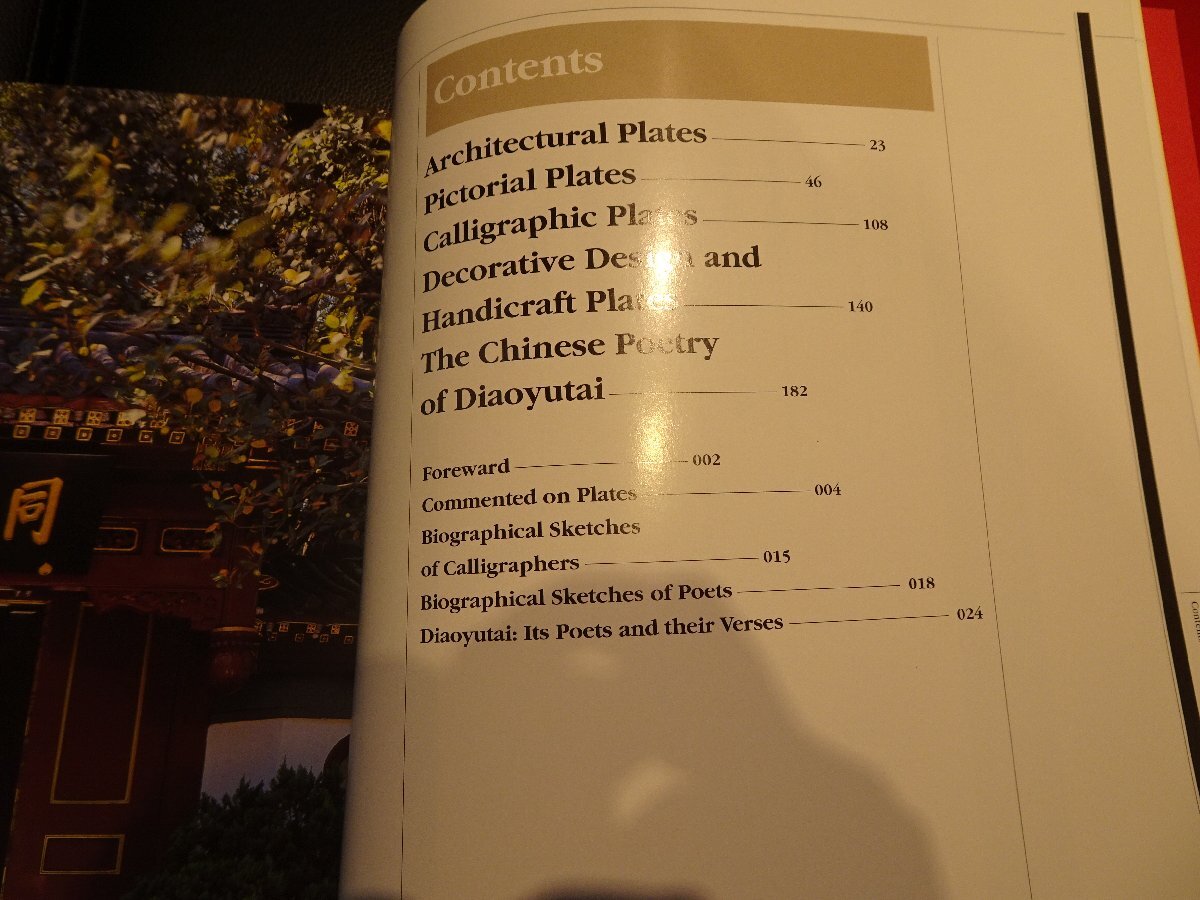 同
Contents
Architectural Plates 23
Pictorial Plates 46
Calligraphic Plates 108
Decorative Design and
Handicraft Plates 140
The Chinese Poetry
of Diaoyutai 182
Foreward 002
Commented on Plates 004
Biographical Sketches
of Calligraphers 015
Biographical Sketches of Poets 018
Diaoyutai: Its Poets and their Verses 024